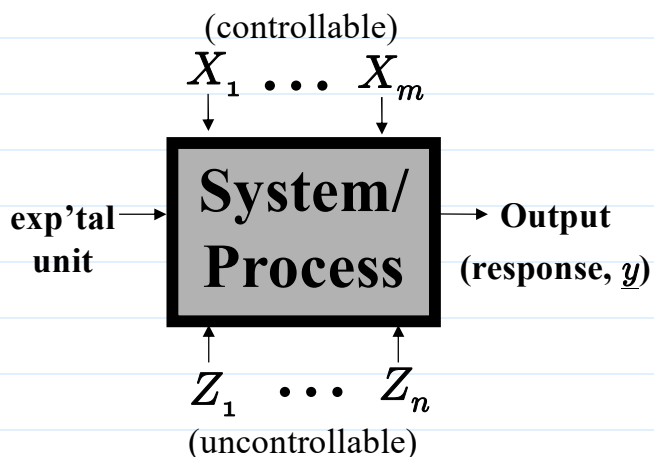 (controllable)
X₁ • • • Xₘ
System/
Process
exp’tal
unit
Output
(response, y)
Z₁ • • • Zₙ
(uncontrollable)